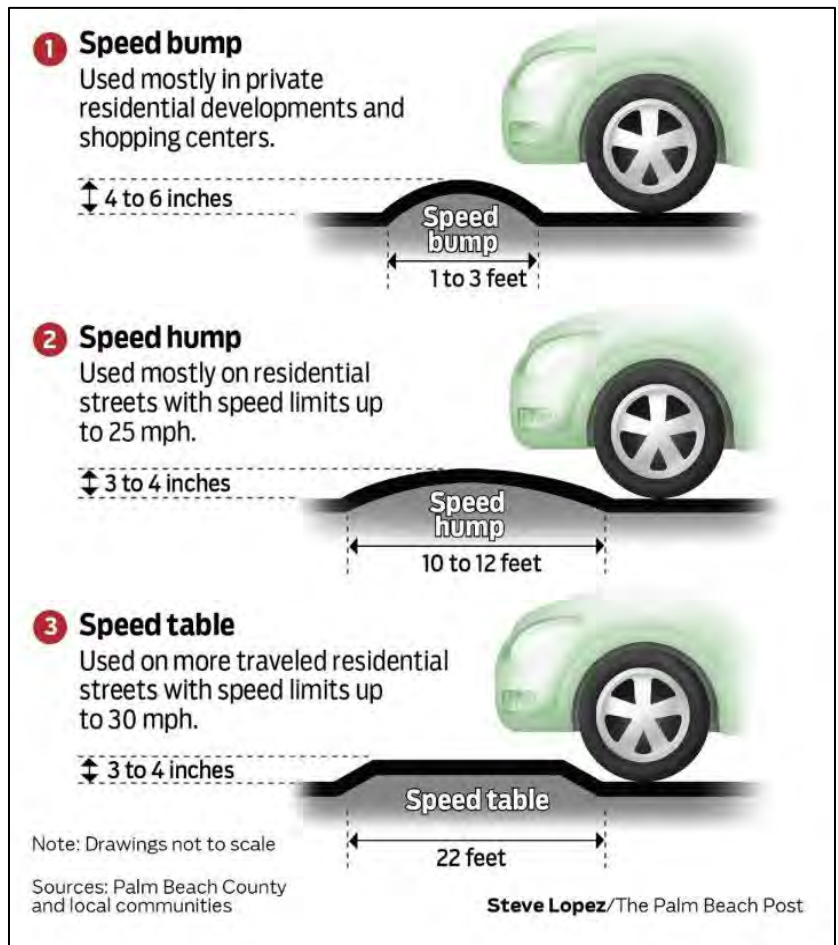 1 Speed bump
Used mostly in private
residential developments and
shopping centers.
4 to 6 inches
Speed
bump
1 to 3 feet
2 Speed hump
Used mostly on residential
streets with speed limits up
to 25 mph.
3 to 4 inches
Speed
hump
10 to 12 feet
3 Speed table
Used on more traveled residential
streets with speed limits up
to 30 mph.
3 to 4 inches
Speed table
22 feet
Note: Drawings not to scale
Sources: Palm Beach County
and local communities
Steve Lopez/The Palm Beach Post